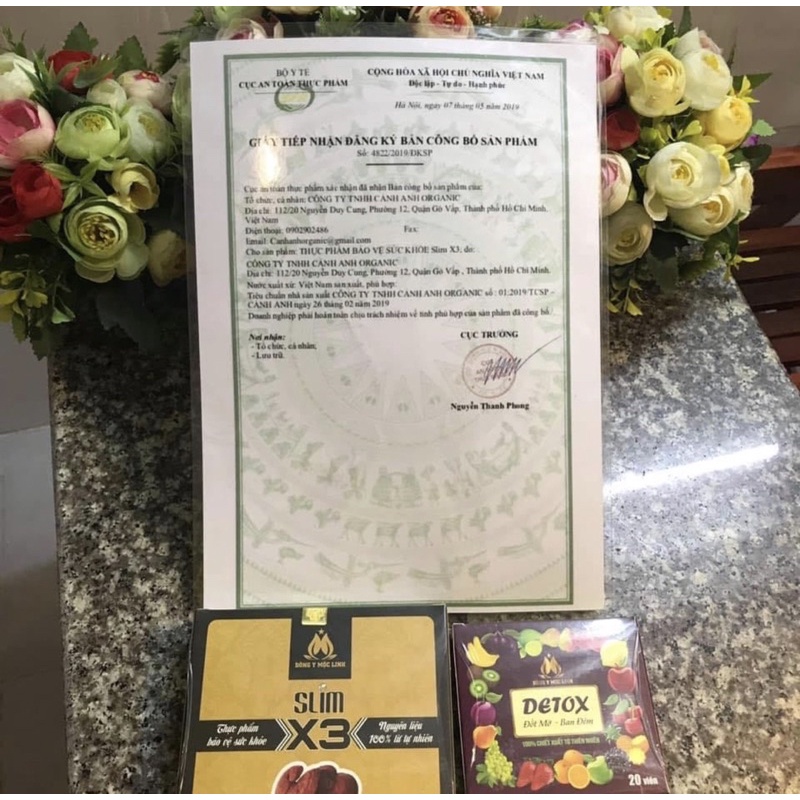 BỘ Y TẾ
CỤC AN TOÀN THỰC PHẨM
CỘNG HÒA XÃ HỘI CHỦ NGHĨA VIỆT NAM
Độc lập - Tự do - Hạnh phúc
Hà Nội, ngày 07 tháng 05 năm 2019
GIẤY TIẾP NHẬN ĐĂNG KÝ BẢN CÔNG BỐ SẢN PHẨM
Số: 4822/2019/ĐKSP
Cục an toàn thực phẩm xác nhận đã nhận Bản công bố sản phẩm của:
Tổ chức, cá nhân: CÔNG TY TNHH CẢNH ANH ORGANIC
Địa chỉ: 112/20 Nguyễn Duy Cung, Phường 12, Quận Gò Vấp, Thành phố Hồ Chí Minh,
Việt Nam
Điện thoại: 0902902486 Fax:
Email: Canhanhorganic@gmail.com
Cho sản phẩm: THỰC PHẨM BẢO VỆ SỨC KHỎE Slim X3; do:
CÔNG TY TNHH CẢNH ANH ORGANIC
Địa chỉ: 112/20 Nguyễn Duy Cung, Phường 12, Quận Gò Vấp, Thành phố Hồ Chí Minh.
Nước xuất xứ: Việt Nam sản xuất, phù hợp:
Tiêu chuẩn nhà sản xuất CÔNG TY TNHH CẢNH ANH ORGANIC số : 01:2019/TCSP -
CẢNH ANH ngày 26 tháng 02 năm 2019
Doanh nghiệp phải hoàn toàn chịu trách nhiệm về tính phù hợp của sản phẩm đã công bố.
Nơi nhận:
- Tổ chức, cá nhân;
- Lưu trữ.
CỤC TRƯỞNG
Nguyễn Thanh Phong
ĐÔNG Y MỘC LINH
SLIM
X3
Thực phẩm
bảo vệ sức khỏe
Nguyên liệu
100% từ tự nhiên
ĐÔNG Y MỘC LINH
DETOX
Đốt Mỡ - Ban Đêm
100% CHIẾT XUẤT TỪ THIÊN NHIÊN
20 viên